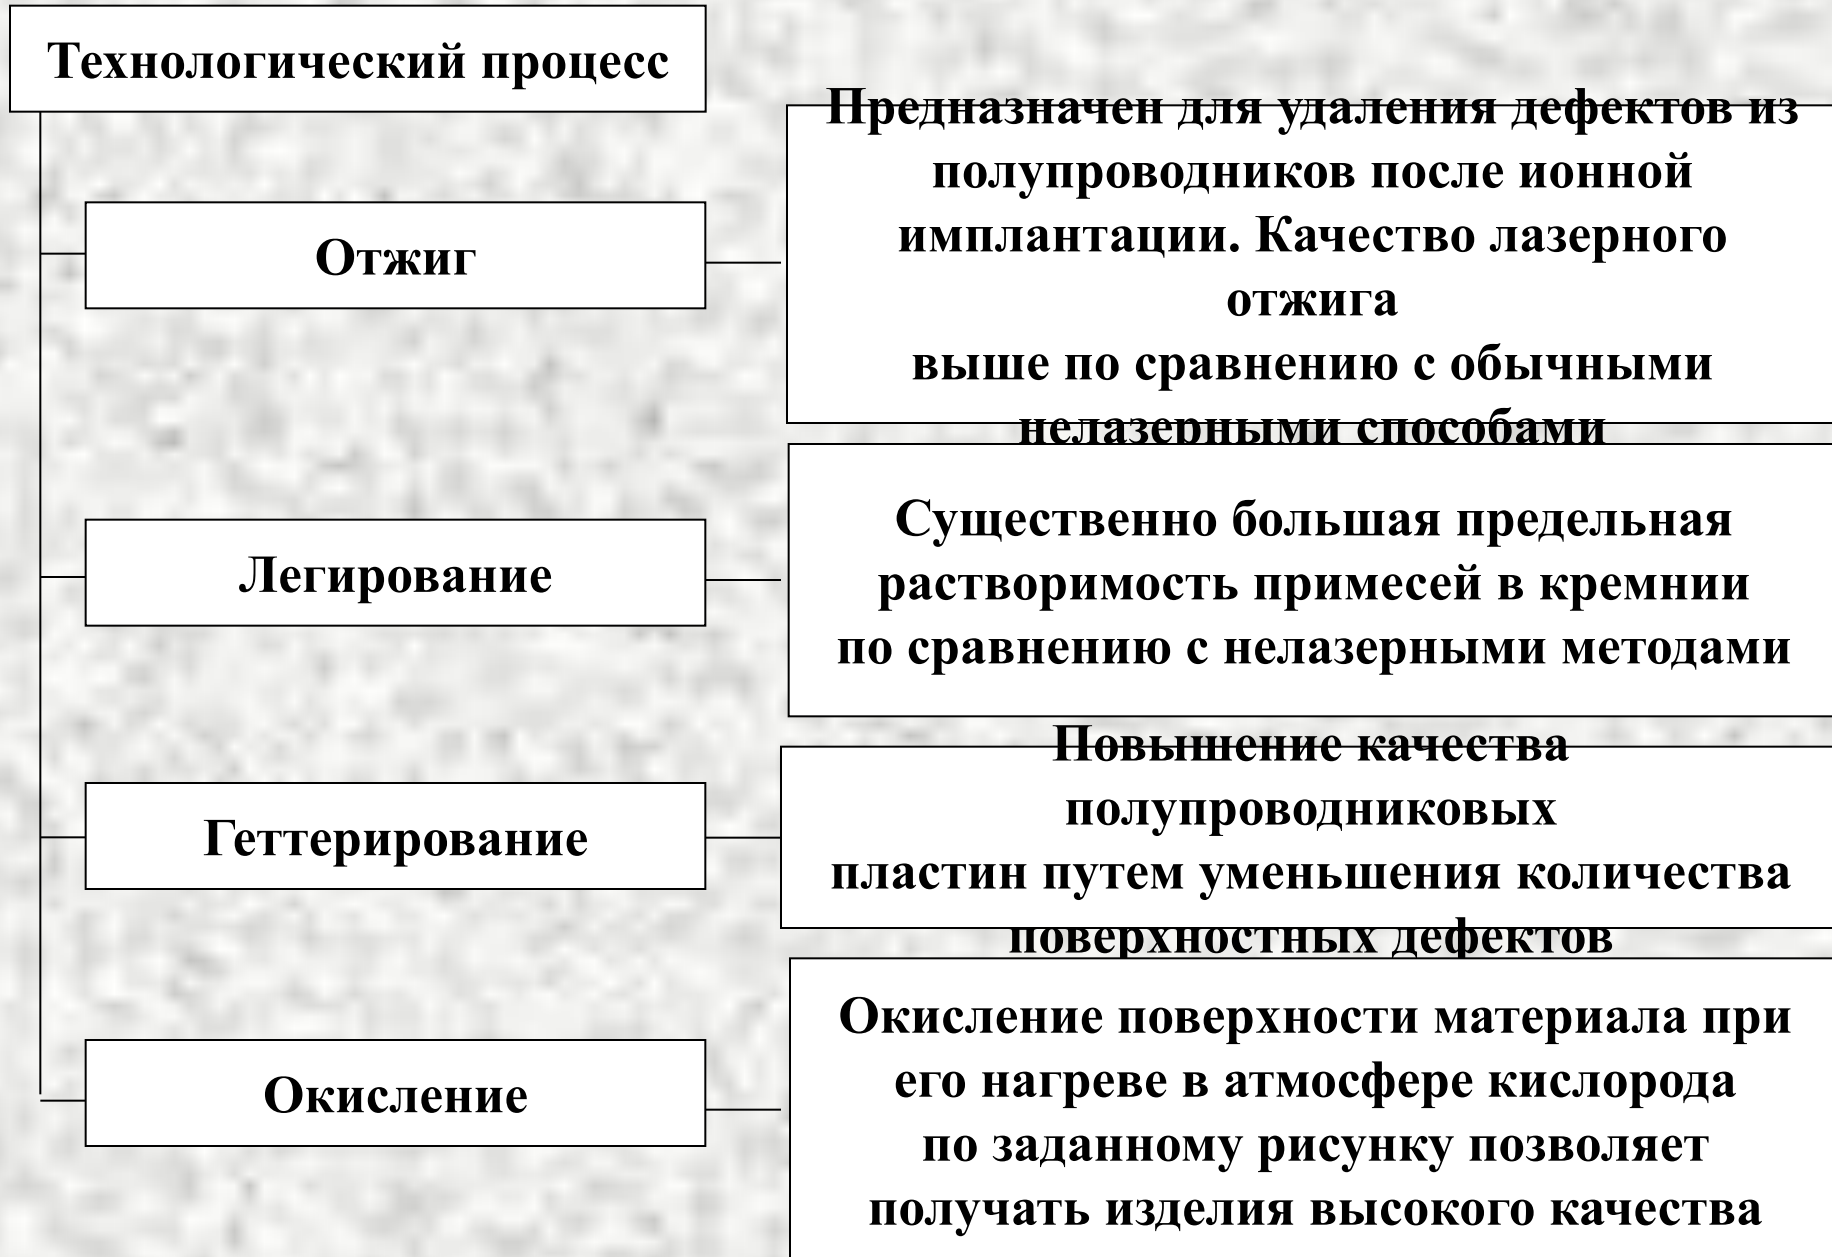 Технологический процесс
Отжиг
Предназначен для удаления дефектов из
полупроводников после ионной
имплантации. Качество лазерного
отжига
выше по сравнению с обычными
нелазерными способами
Легирование
Существенно большая предельная
растворимость примесей в кремнии
по сравнению с нелазерными методами
Геттерирование
Повышение качества
полупроводниковых
пластин путем уменьшения количества
поверхностных дефектов
Окисление
Окисление поверхности материала при
его нагреве в атмосфере кислорода
по заданному рисунку позволяет
получать изделия высокого качества